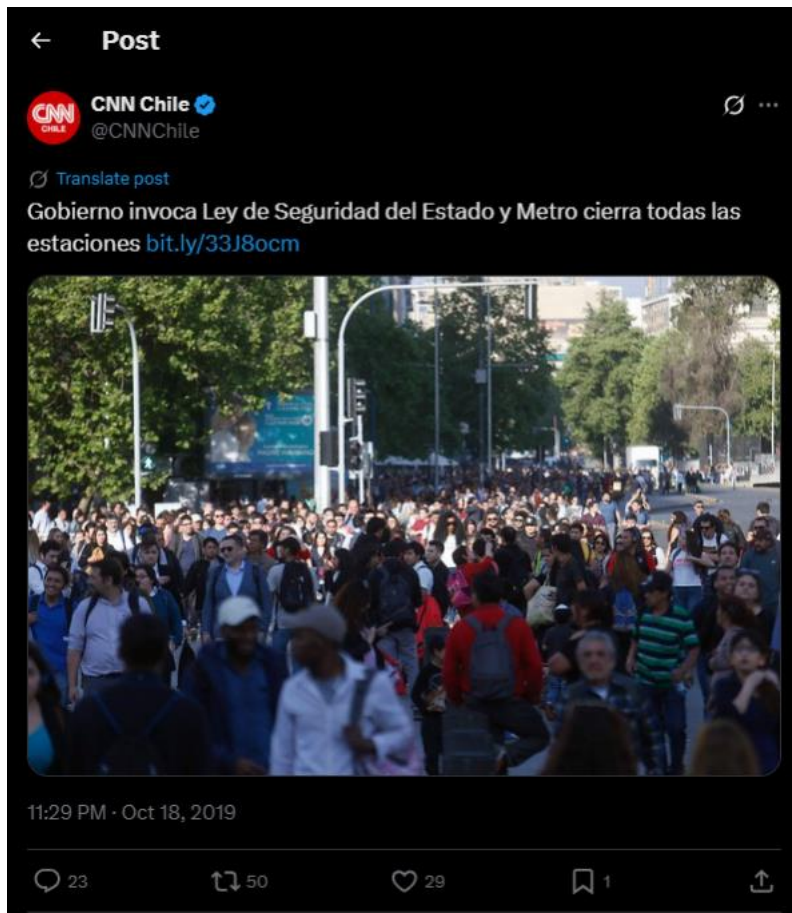 Post
CNN
CHILE
CNN Chile
@CNNChile
Translate post
Gobierno invoca Ley de Seguridad del Estado y Metro cierra todas las
estaciones bit.ly/33J8ocm
11:29 PM · Oct 18, 2019
23
50
29
1